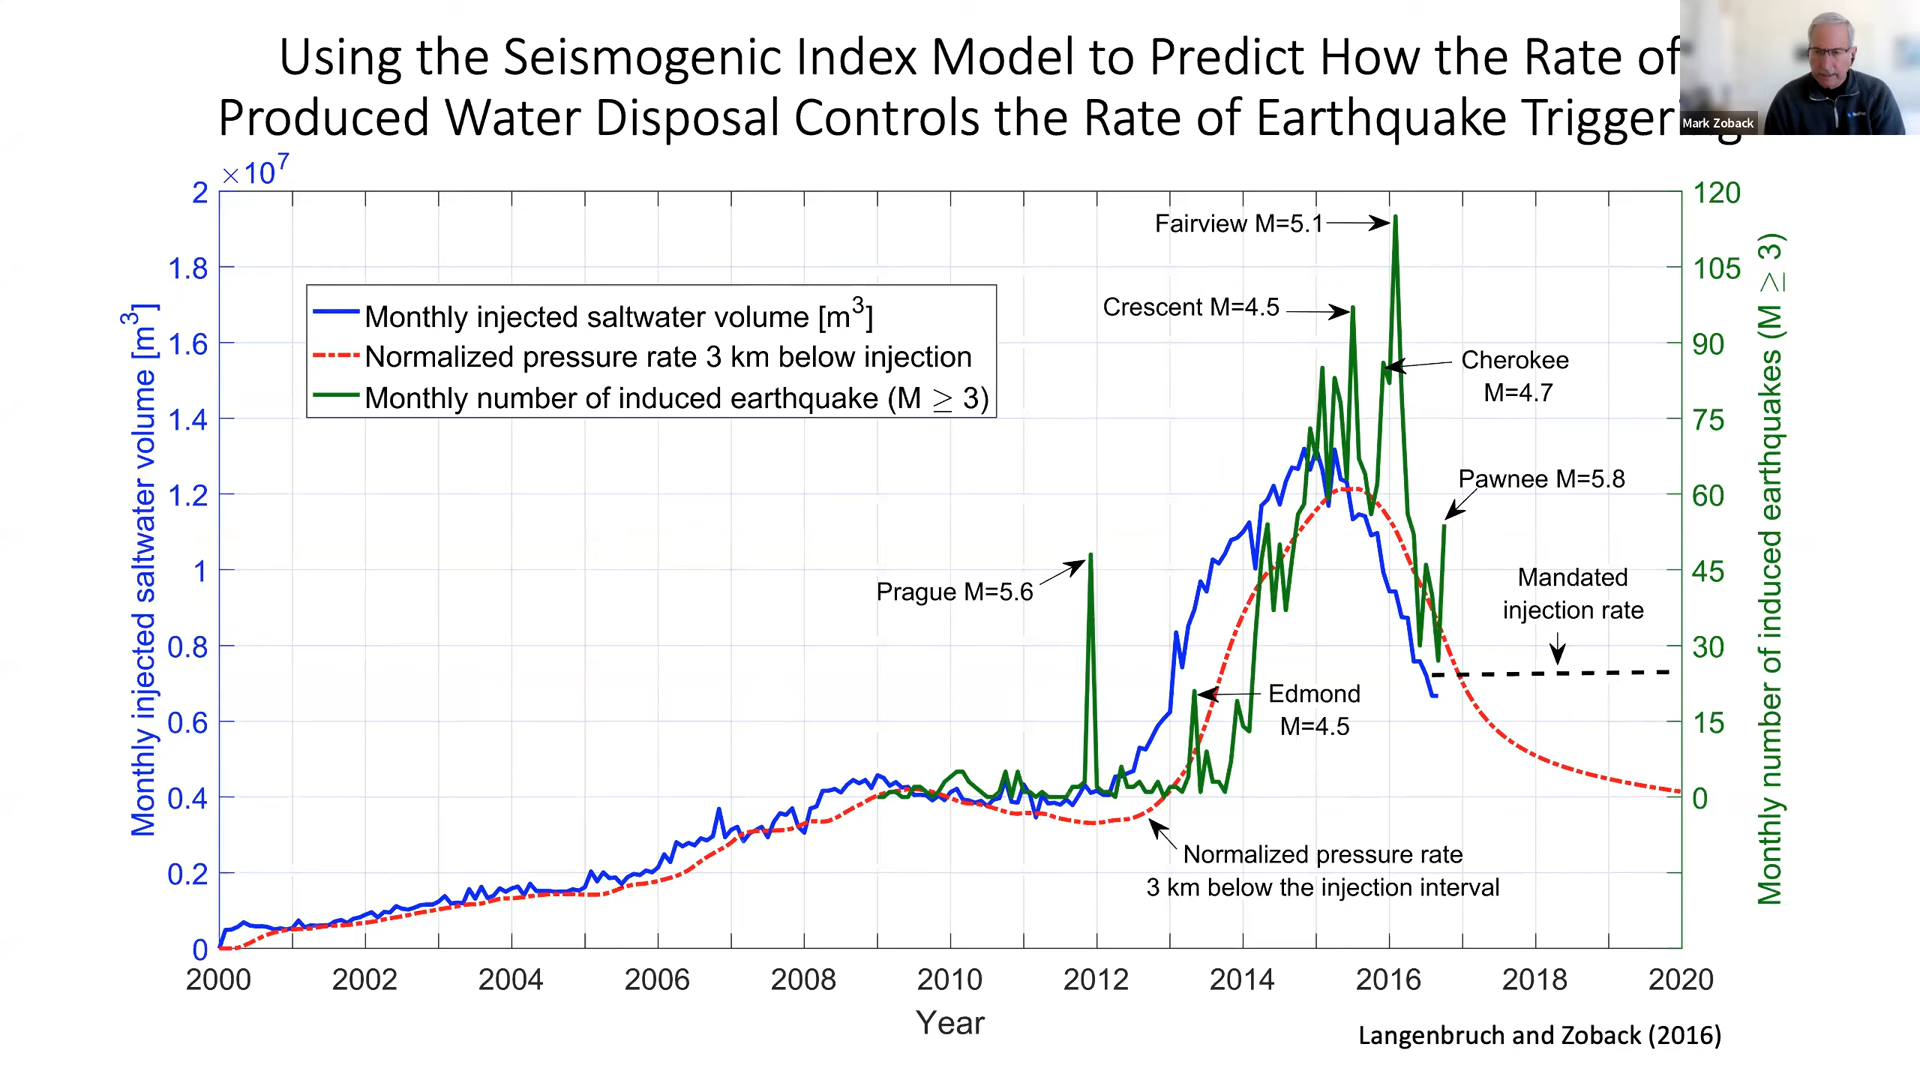 Using the Seismogenic Index Model to Predict How the Rate of
Produced Water Disposal Controls the Rate of Earthquake Triggering
Mark Zoback
×10^7
2
1.8
1.6
1.4
1.2
1
0.8
0.6
0.4
0.2
0
Monthly injected saltwater volume [m^3]
Monthly injected saltwater volume [m^3]
Normalized pressure rate 3 km below injection
Monthly number of induced earthquake (M ≥ 3)
Fairview M=5.1
Crescent M=4.5
Cherokee
M=4.7
Pawnee M=5.8
Prague M=5.6
Mandated
injection rate
Edmond
M=4.5
Normalized pressure rate
3 km below the injection interval
120
105
90
75
60
45
30
15
0
Monthly number of induced earthquakes (M ≥ 3)
2000 2002 2004 2006 2008 2010 2012 2014 2016 2018 2020
Year
Langenbruch and Zoback (2016)